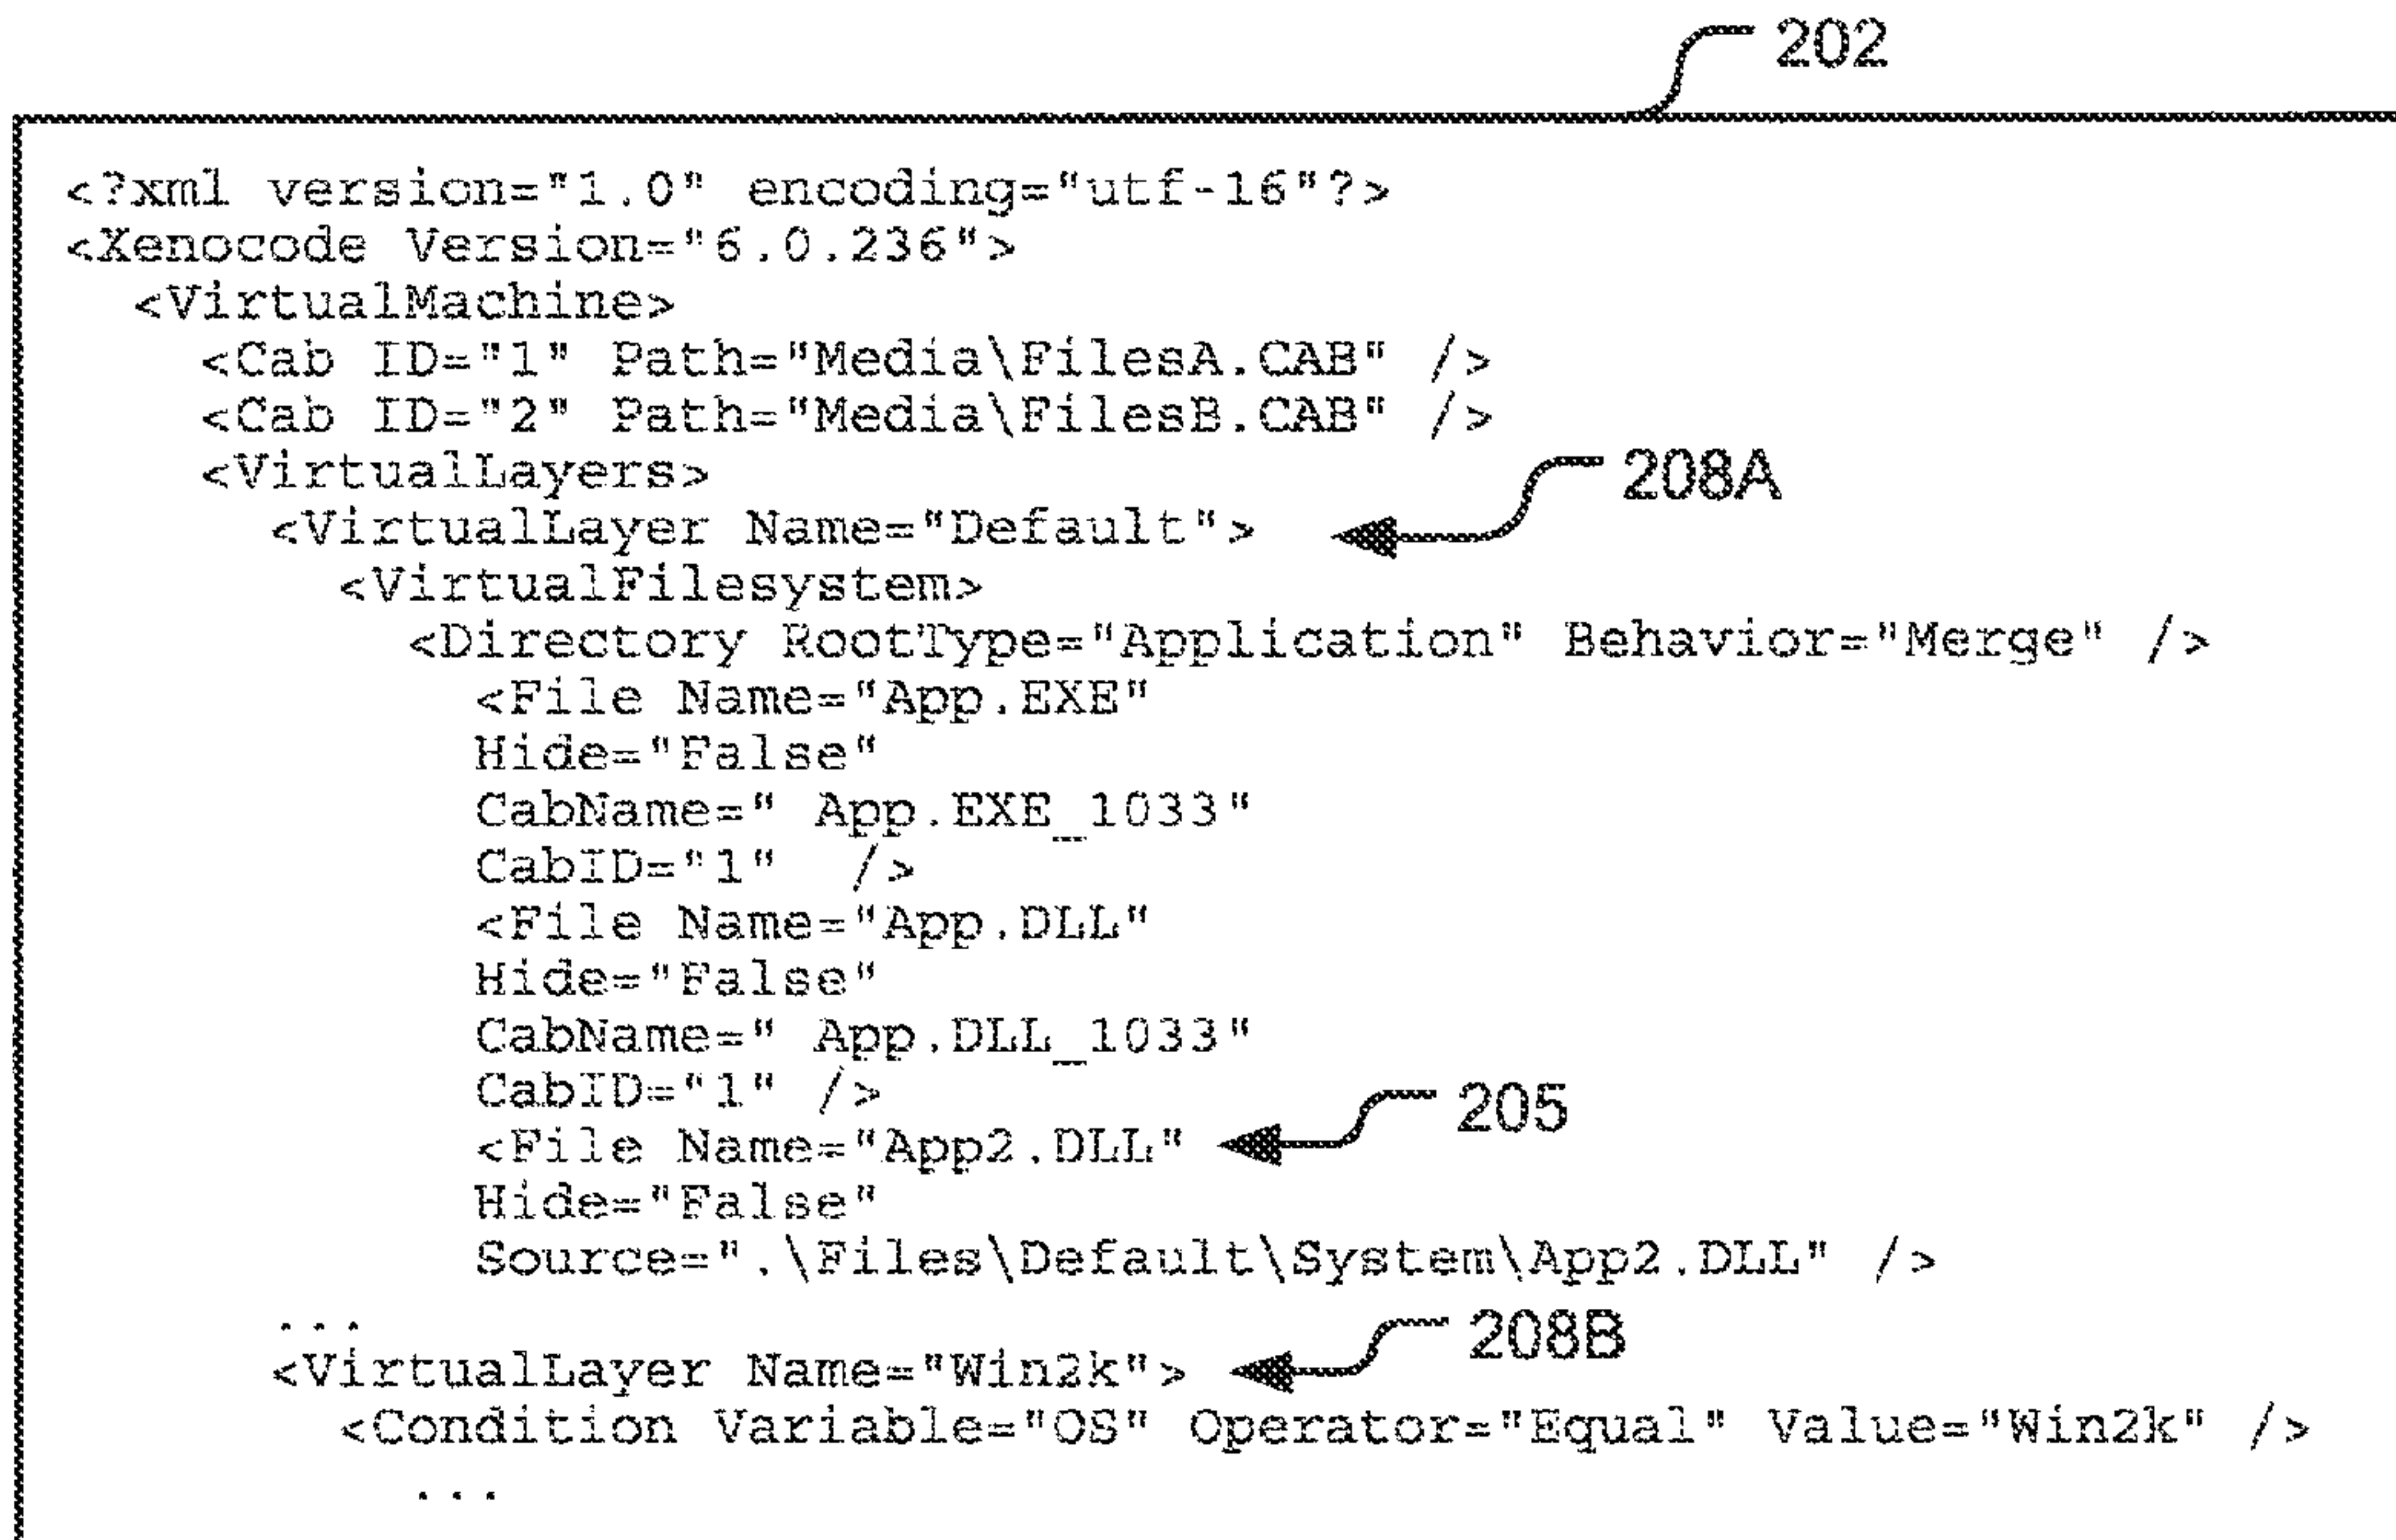 202
<?xml version="1.0" encoding="utf-16"?>
<Xenocode Version="6.0.236">
<VirtualMachine>
<Cab ID="1" Path="Media\FilesA.CAB" />
<Cab ID="2" Path="Media\FilesB.CAB" />
<VirtualLayers>
208A
<VirtualLayer Name="Default">
<VirtualFilesystem>
<Directory RootType="Application" Behavior="Merge" />
<File Name="App.EXE"
Hide="False"
CabName=" App.EXE_1033"
CabID="1"  />
<File Name="App.DLL"
Hide="False"
CabName=" App.DLL_1033"
CabID="1" />
205
<File Name="App2.DLL"
Hide="False"
Source=".\Files\Default\System\App2.DLL" />
...
208B
<VirtualLayer Name="Win2k">
<Condition Variable="OS" Operator="Equal" Value="Win2k" />
...